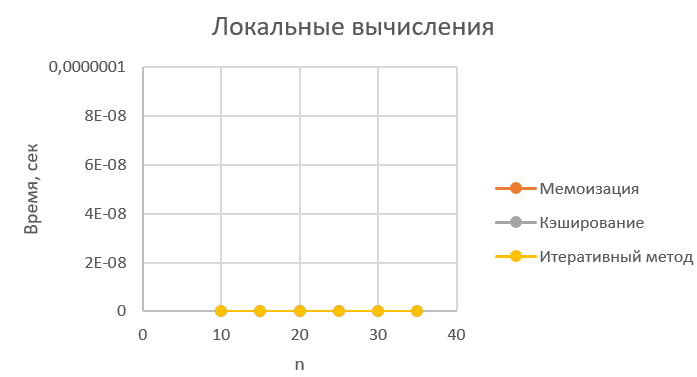 Локальные вычисления
0,0000001
8E-08
6E-08
4E-08
2E-08
0
0 10 20 30 40
Время, сек
n
Мемоизация
Кэширование
Итеративный метод